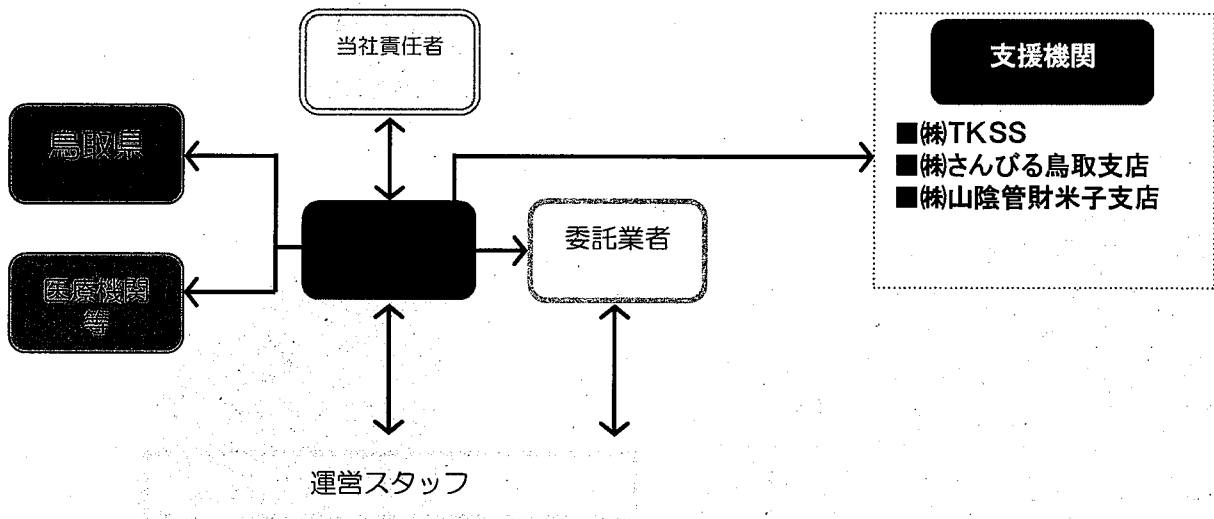 当社責任者
支援機関
鳥取県
■㈱TKSS
■㈱さんびる鳥取支店
■㈱山陰管財米子支店
委託業者
医療機関
等
運営スタッフ